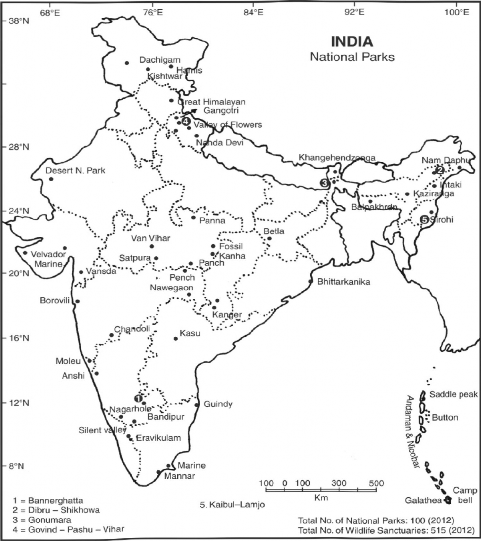 68°E
76°E
84°E
92°E
100°E
38°N
INDIA
National Parks
Dachigam
Hamis
Kishtwar
Great Himalayan
Gangotri
4
Valley of Flowers
Nanda Devi
28°N
Khangehendzonga
Nam Daphu
Desert N. Park
3
2
Intaki
Kaziranga
Balpakhram
24°N
Panna
5
Sirohi
Van Vihar
Fossil
Betla
Velvador
Kanha
Marine
Satpura
Panch
20°N
Vansda
Pench
Bhittarkanika
Nawegaon
Borovili
Kanger
Chandoli
Kasu
16°N
Moleu
Anshi
Saddle peak
12°N
1
Guindy
Nagarhole
Button
Bandipur
Silent valley
Eravikulam
Andaman & Nicobar
8°N
Marine
Mannar
100 0 100 300 500
Km
Camp
bell
Galathea
1 = Bannerghatta
5. Kaibul–Lamjo
2 = Dibru – Shikhowa
3 = Gonumara
4 = Govind – Pashu – Vihar
Total No. of National Parks: 100 (2012)
Total No. of Wildlife Sanctuaries: 515 (2012)